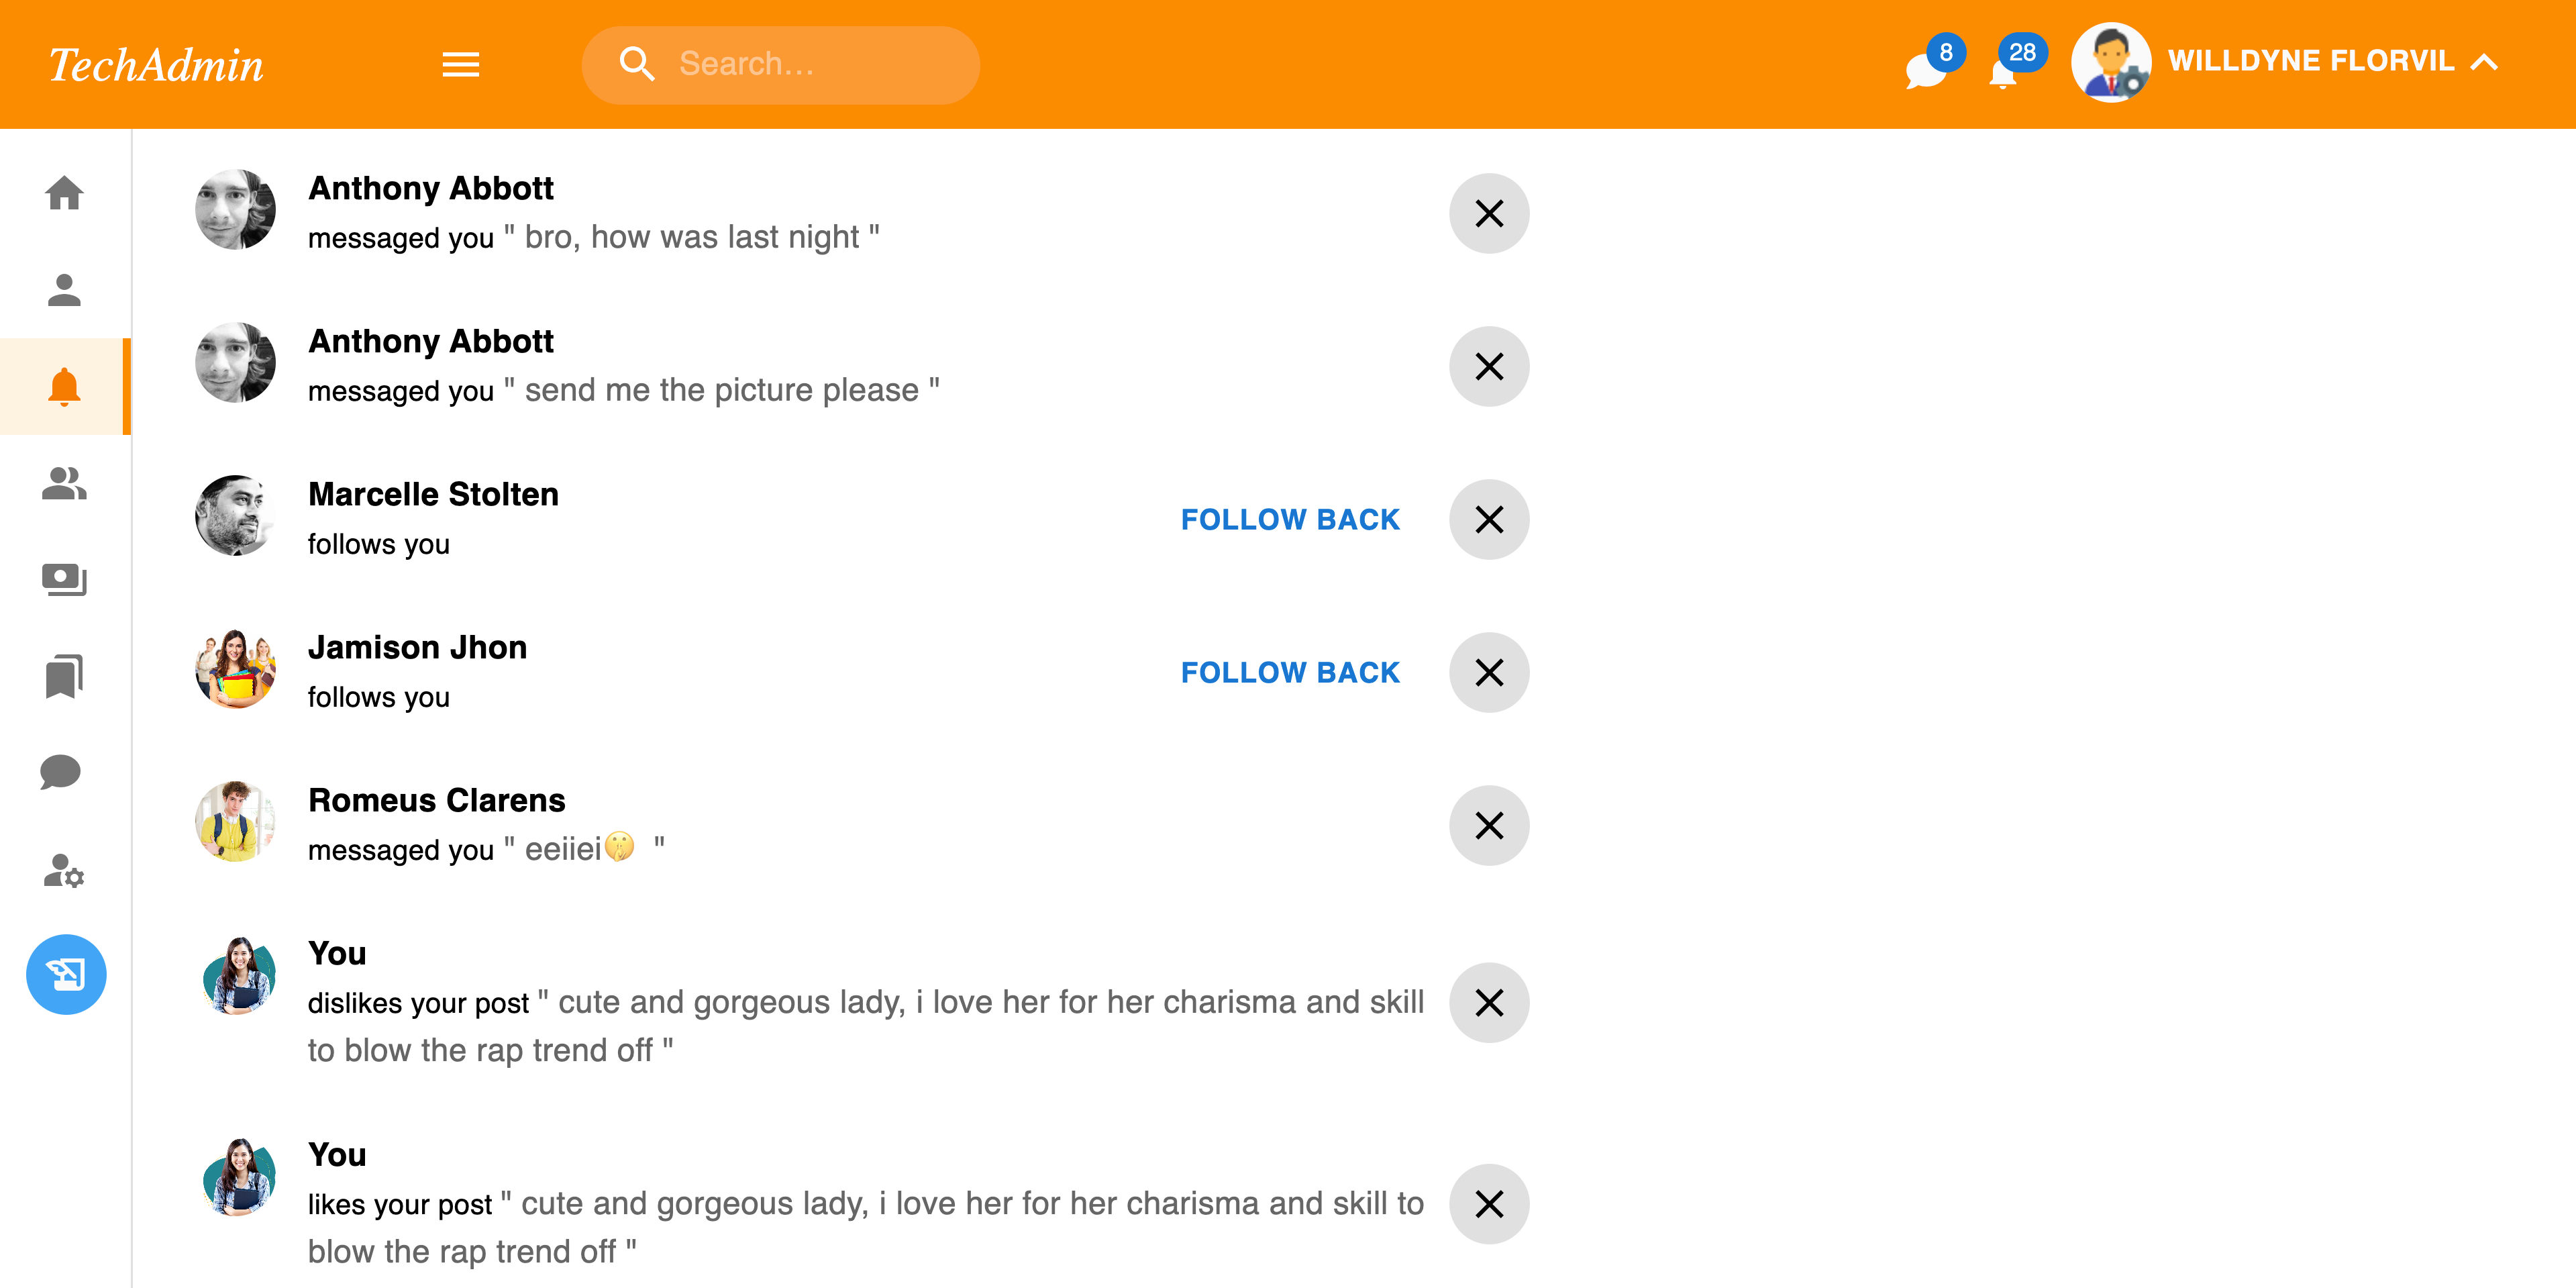 TechAdmin
Search...
8
28
WILLDYNE FLORVIL
Anthony Abbott
messaged you " bro, how was last night "
Anthony Abbott
messaged you " send me the picture please "
Marcelle Stolten
follows you
FOLLOW BACK
Jamison Jhon
follows you
FOLLOW BACK
Romeus Clarens
messaged you " eeiiei🤫 "
You
dislikes your post " cute and gorgeous lady, i love her for her charisma and skill
to blow the rap trend off "
You
likes your post " cute and gorgeous lady, i love her for her charisma and skill to
blow the rap trend off "